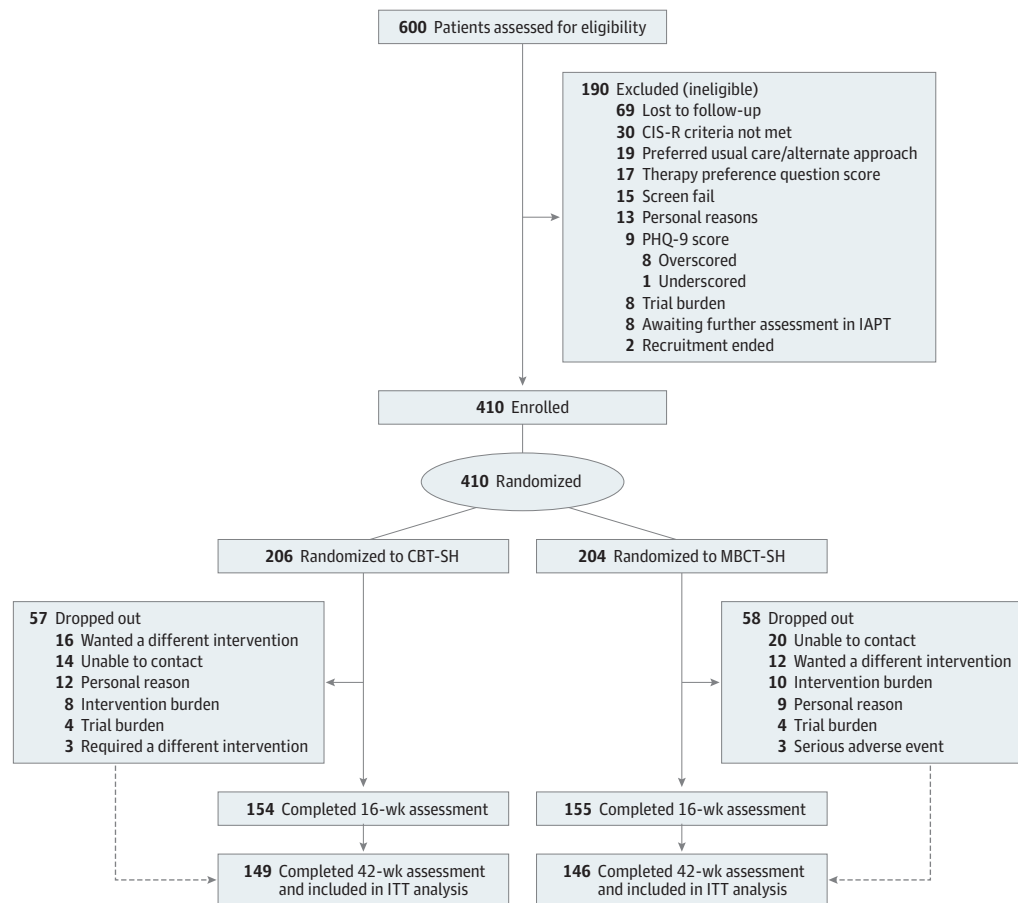 600 Patients assessed for eligibility
190 Excluded (ineligible)
69 Lost to follow-up
30 CIS-R criteria not met
19 Preferred usual care/alternate approach
17 Therapy preference question score
15 Screen fail
13 Personal reasons
9 PHQ-9 score
8 Overscored
1 Underscored
8 Trial burden
8 Awaiting further assessment in IAPT
2 Recruitment ended
410 Enrolled
410 Randomized
206 Randomized to CBT-SH
204 Randomized to MBCT-SH
57 Dropped out
16 Wanted a different intervention
14 Unable to contact
12 Personal reason
8 Intervention burden
4 Trial burden
3 Required a different intervention
58 Dropped out
20 Unable to contact
12 Wanted a different intervention
10 Intervention burden
9 Personal reason
4 Trial burden
3 Serious adverse event
154 Completed 16-wk assessment
155 Completed 16-wk assessment
149 Completed 42-wk assessment
and included in ITT analysis
146 Completed 42-wk assessment
and included in ITT analysis